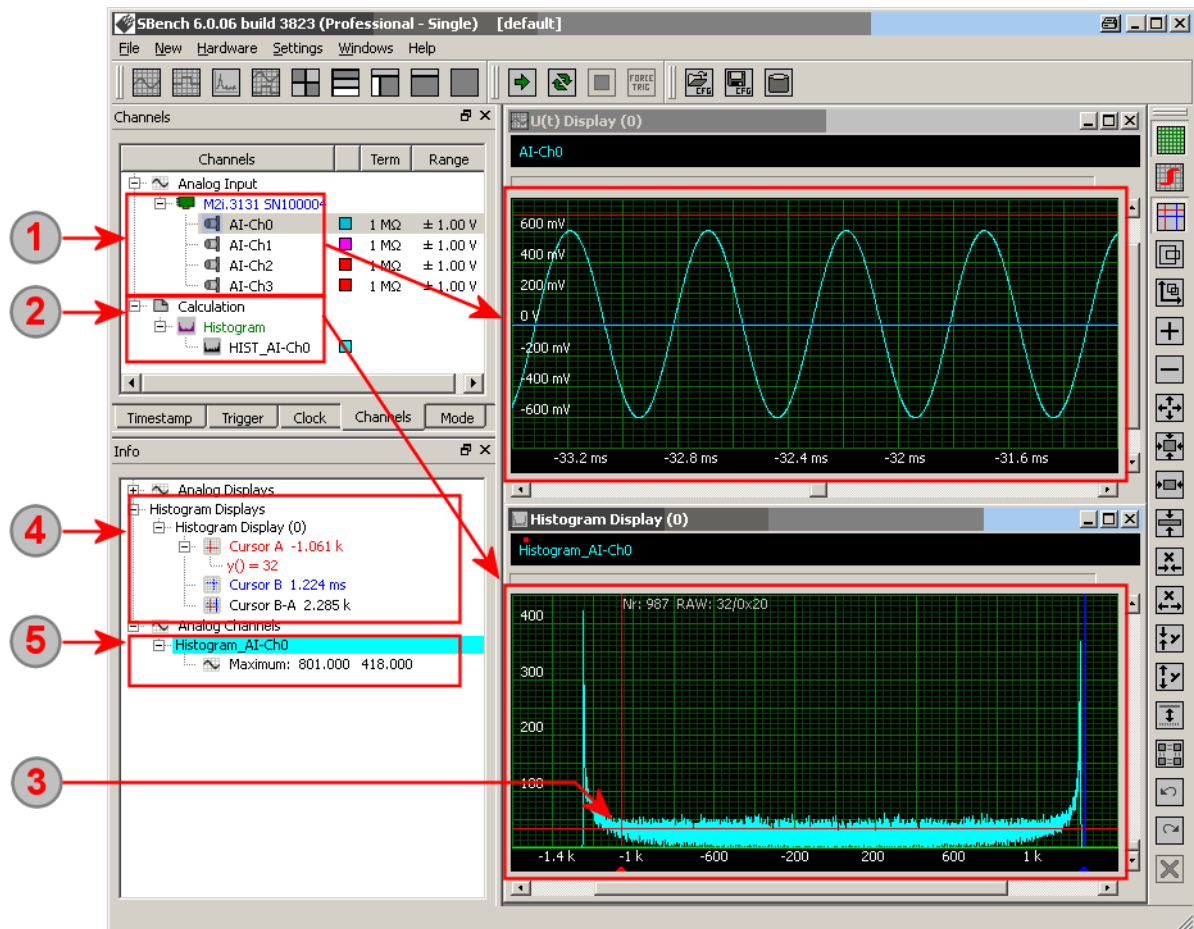 SBench 6.0.06 build 3823 (Professional - Single) [default]
File New Hardware Settings Windows Help
FORCE TRIG CFG CFG
Channels
Channels Term Range
Analog Input
M2i.3131 SN100004
AI-Ch0 1 MΩ ± 1.00 V
AI-Ch1 1 MΩ ± 1.00 V
AI-Ch2 1 MΩ ± 1.00 V
AI-Ch3 1 MΩ ± 1.00 V
Calculation
Histogram
HIST_AI-Ch0
Timestamp Trigger Clock Channels Mode
1
2
U(t) Display (0)
AI-Ch0
600 mV
400 mV
200 mV
0 V
-200 mV
-400 mV
-600 mV
-33.2 ms -32.8 ms -32.4 ms -32 ms -31.6 ms
Info
Analog Displays
Histogram Displays
Histogram Display (0)
Cursor A -1.061 k
y() = 32
Cursor B 1.224 ms
Cursor B-A 2.285 k
Analog Channels
Histogram_AI-Ch0
Maximum: 801.000 418.000
4
5
3
Histogram Display (0)
Histogram_AI-Ch0
Nr: 987 RAW: 32/0x20
400
300
200
100
-1.4 k -1 k -600 -200 200 600 1 k